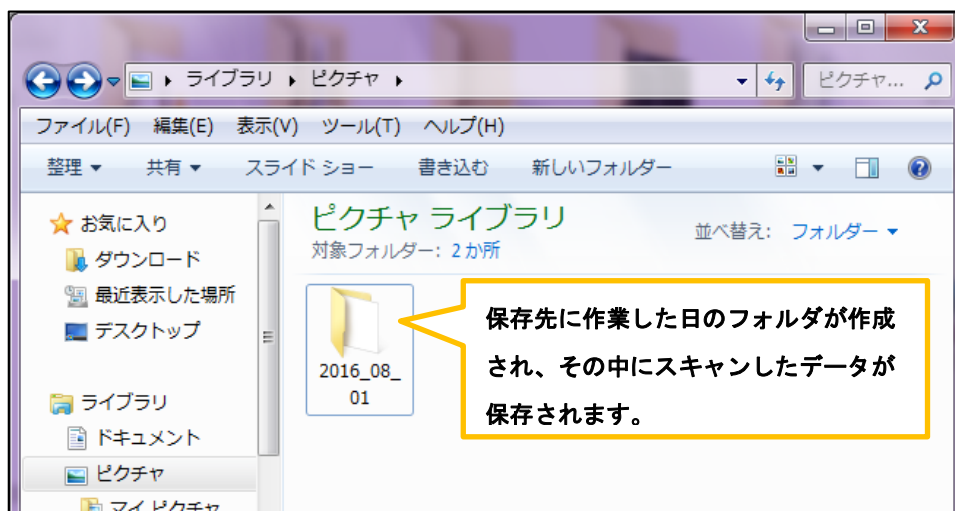 ライブラリ ▸ ピクチャ ▸
ピクチャ...
ファイル(F) 編集(E) 表示(V) ツール(T) ヘルプ(H)
整理 共有 スライド ショー 書き込む 新しいフォルダー
お気に入り
ダウンロード
最近表示した場所
デスクトップ
ライブラリ
ドキュメント
ピクチャ
マイ ピクチャ
ピクチャ ライブラリ
対象フォルダー: 2 か所
並べ替え: フォルダー
2016_08_
01
保存先に作業した日のフォルダが作成
され、その中にスキャンしたデータが
保存されます。